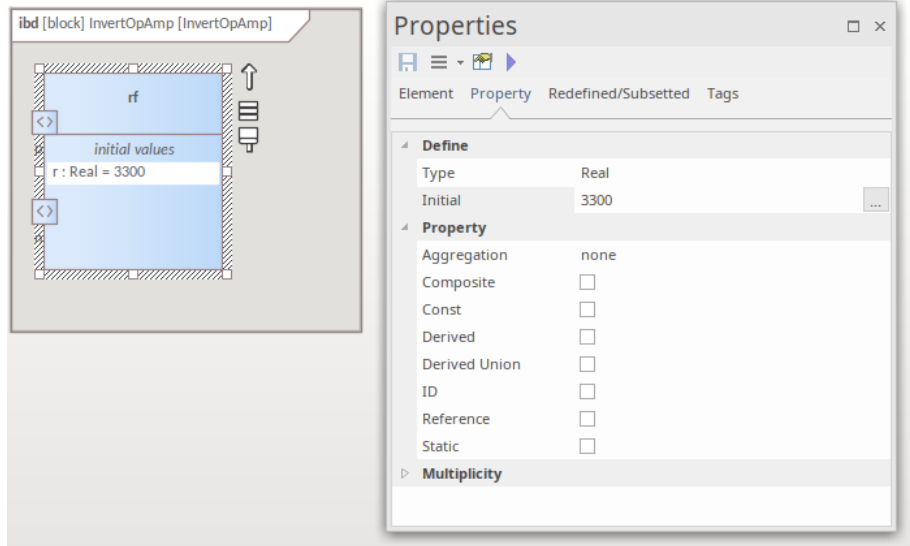 ibd [block] InvertOpAmp [InvertOpAmp]
rf
<>
p
initial values
r : Real = 3300
<>
n
Properties
Element Property Redefined/Subsetted Tags
Define
Type Real
Initial 3300 ...
Property
Aggregation none
Composite
Const
Derived
Derived Union
ID
Reference
Static
Multiplicity